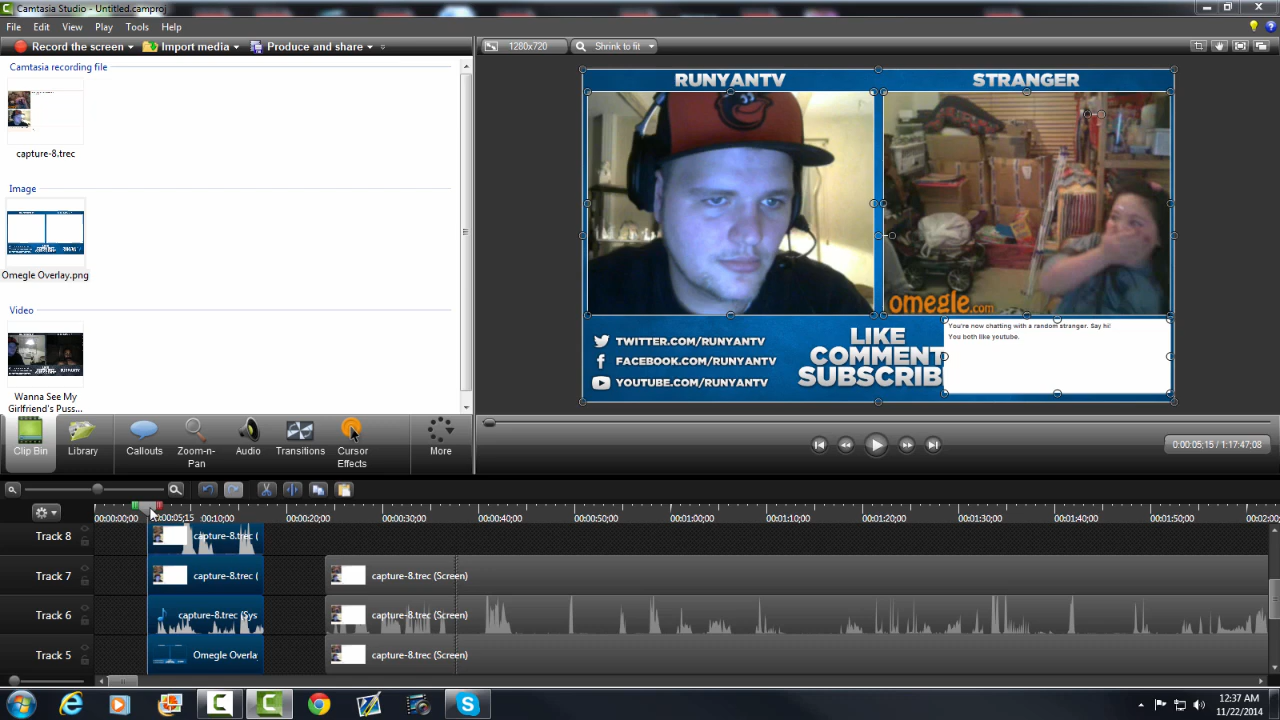 Camtasia Studio - Untitled.camproj
File Edit View Play Tools Help
Record the screen Import media Produce and share
1280x720 Shrink to fit
Camtasia recording file
capture-8.trec
Image
Omegle Overlay.png
Video
Wanna See My
Girlfriend's Puss...
RUNYANTV STRANGER
omegle.com
TWITTER.COM/RUNYANTV
FACEBOOK.COM/RUNYANTV
YOUTUBE.COM/RUNYANTV
LIKE
COMMENT
SUBSCRIB
You're now chatting with a random stranger. Say hi!
You both like youtube.
Clip Bin Library Callouts Zoom-n-Pan Audio Transitions Cursor Effects More
0:00:05;15 / 1:17:47;08
00:00:00;00 0:00:05;15 :00:10;00 00:00:20;00 00:00:30;00 00:00:40;00 00:00:50;00 00:01:00;00 00:01:10;00 00:01:20;00 00:01:30;00 00:01:40;00 00:01:50;00 00:02:00
Track 8 capture-8.trec (
Track 7 capture-8.trec ( capture-8.trec (Screen)
Track 6 capture-8.trec (Sys capture-8.trec (Screen)
Track 5 Omegle Overla capture-8.trec (Screen)
12:37 AM
11/22/2014